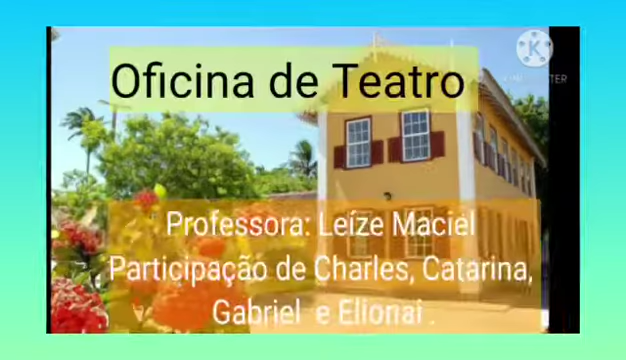 Oficina de Teatro
Professora: Leíze Maciel
Participação de Charles, Catarina,
Gabriel e Elionai.